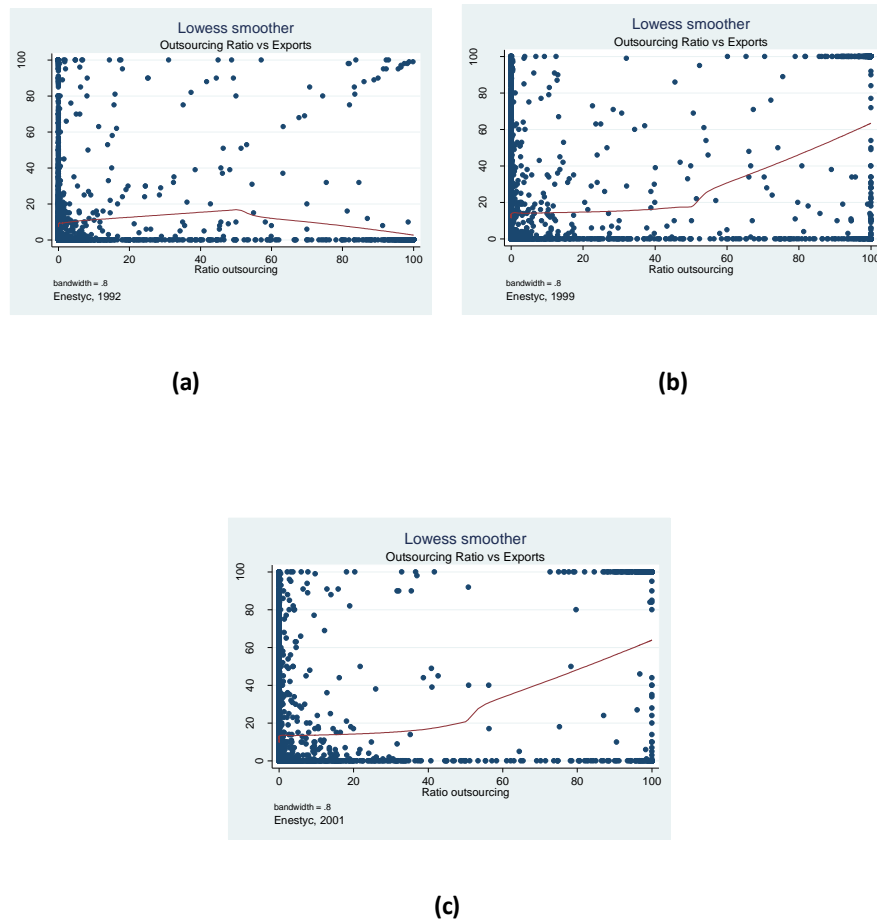 Lowess smoother
Outsourcing Ratio vs Exports
100
80
60
40
20
0
0 20 40 60 80 100
Ratio outsourcing
bandwidth = .8
Enestyc, 1992
(a)
Lowess smoother
Outsourcing Ratio vs Exports
100
80
60
40
20
0
0 20 40 60 80 100
Ratio outsourcing
bandwidth = .8
Enestyc, 1999
(b)
Lowess smoother
Outsourcing Ratio vs Exports
100
80
60
40
20
0
0 20 40 60 80 100
Ratio outsourcing
bandwidth = .8
Enestyc, 2001
(c)